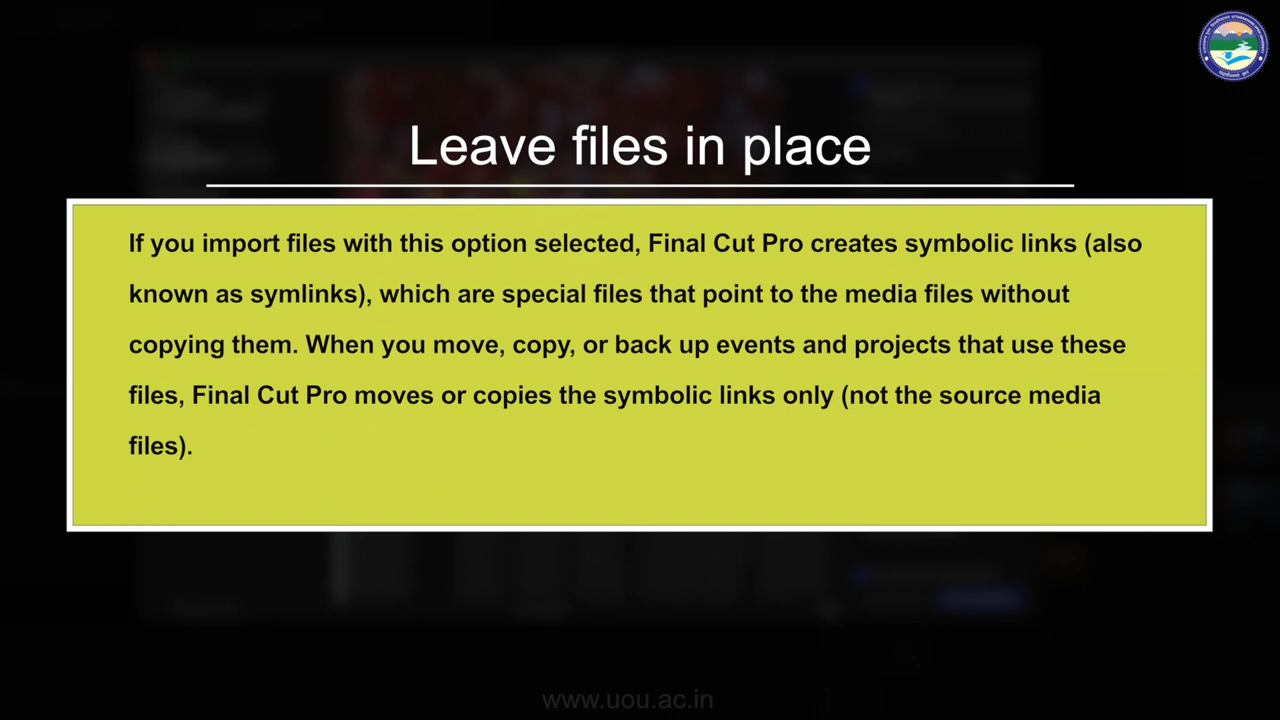 Leave files in place
If you import files with this option selected, Final Cut Pro creates symbolic links (also
known as symlinks), which are special files that point to the media files without
copying them. When you move, copy, or back up events and projects that use these
files, Final Cut Pro moves or copies the symbolic links only (not the source media
files).
www.uou.ac.in